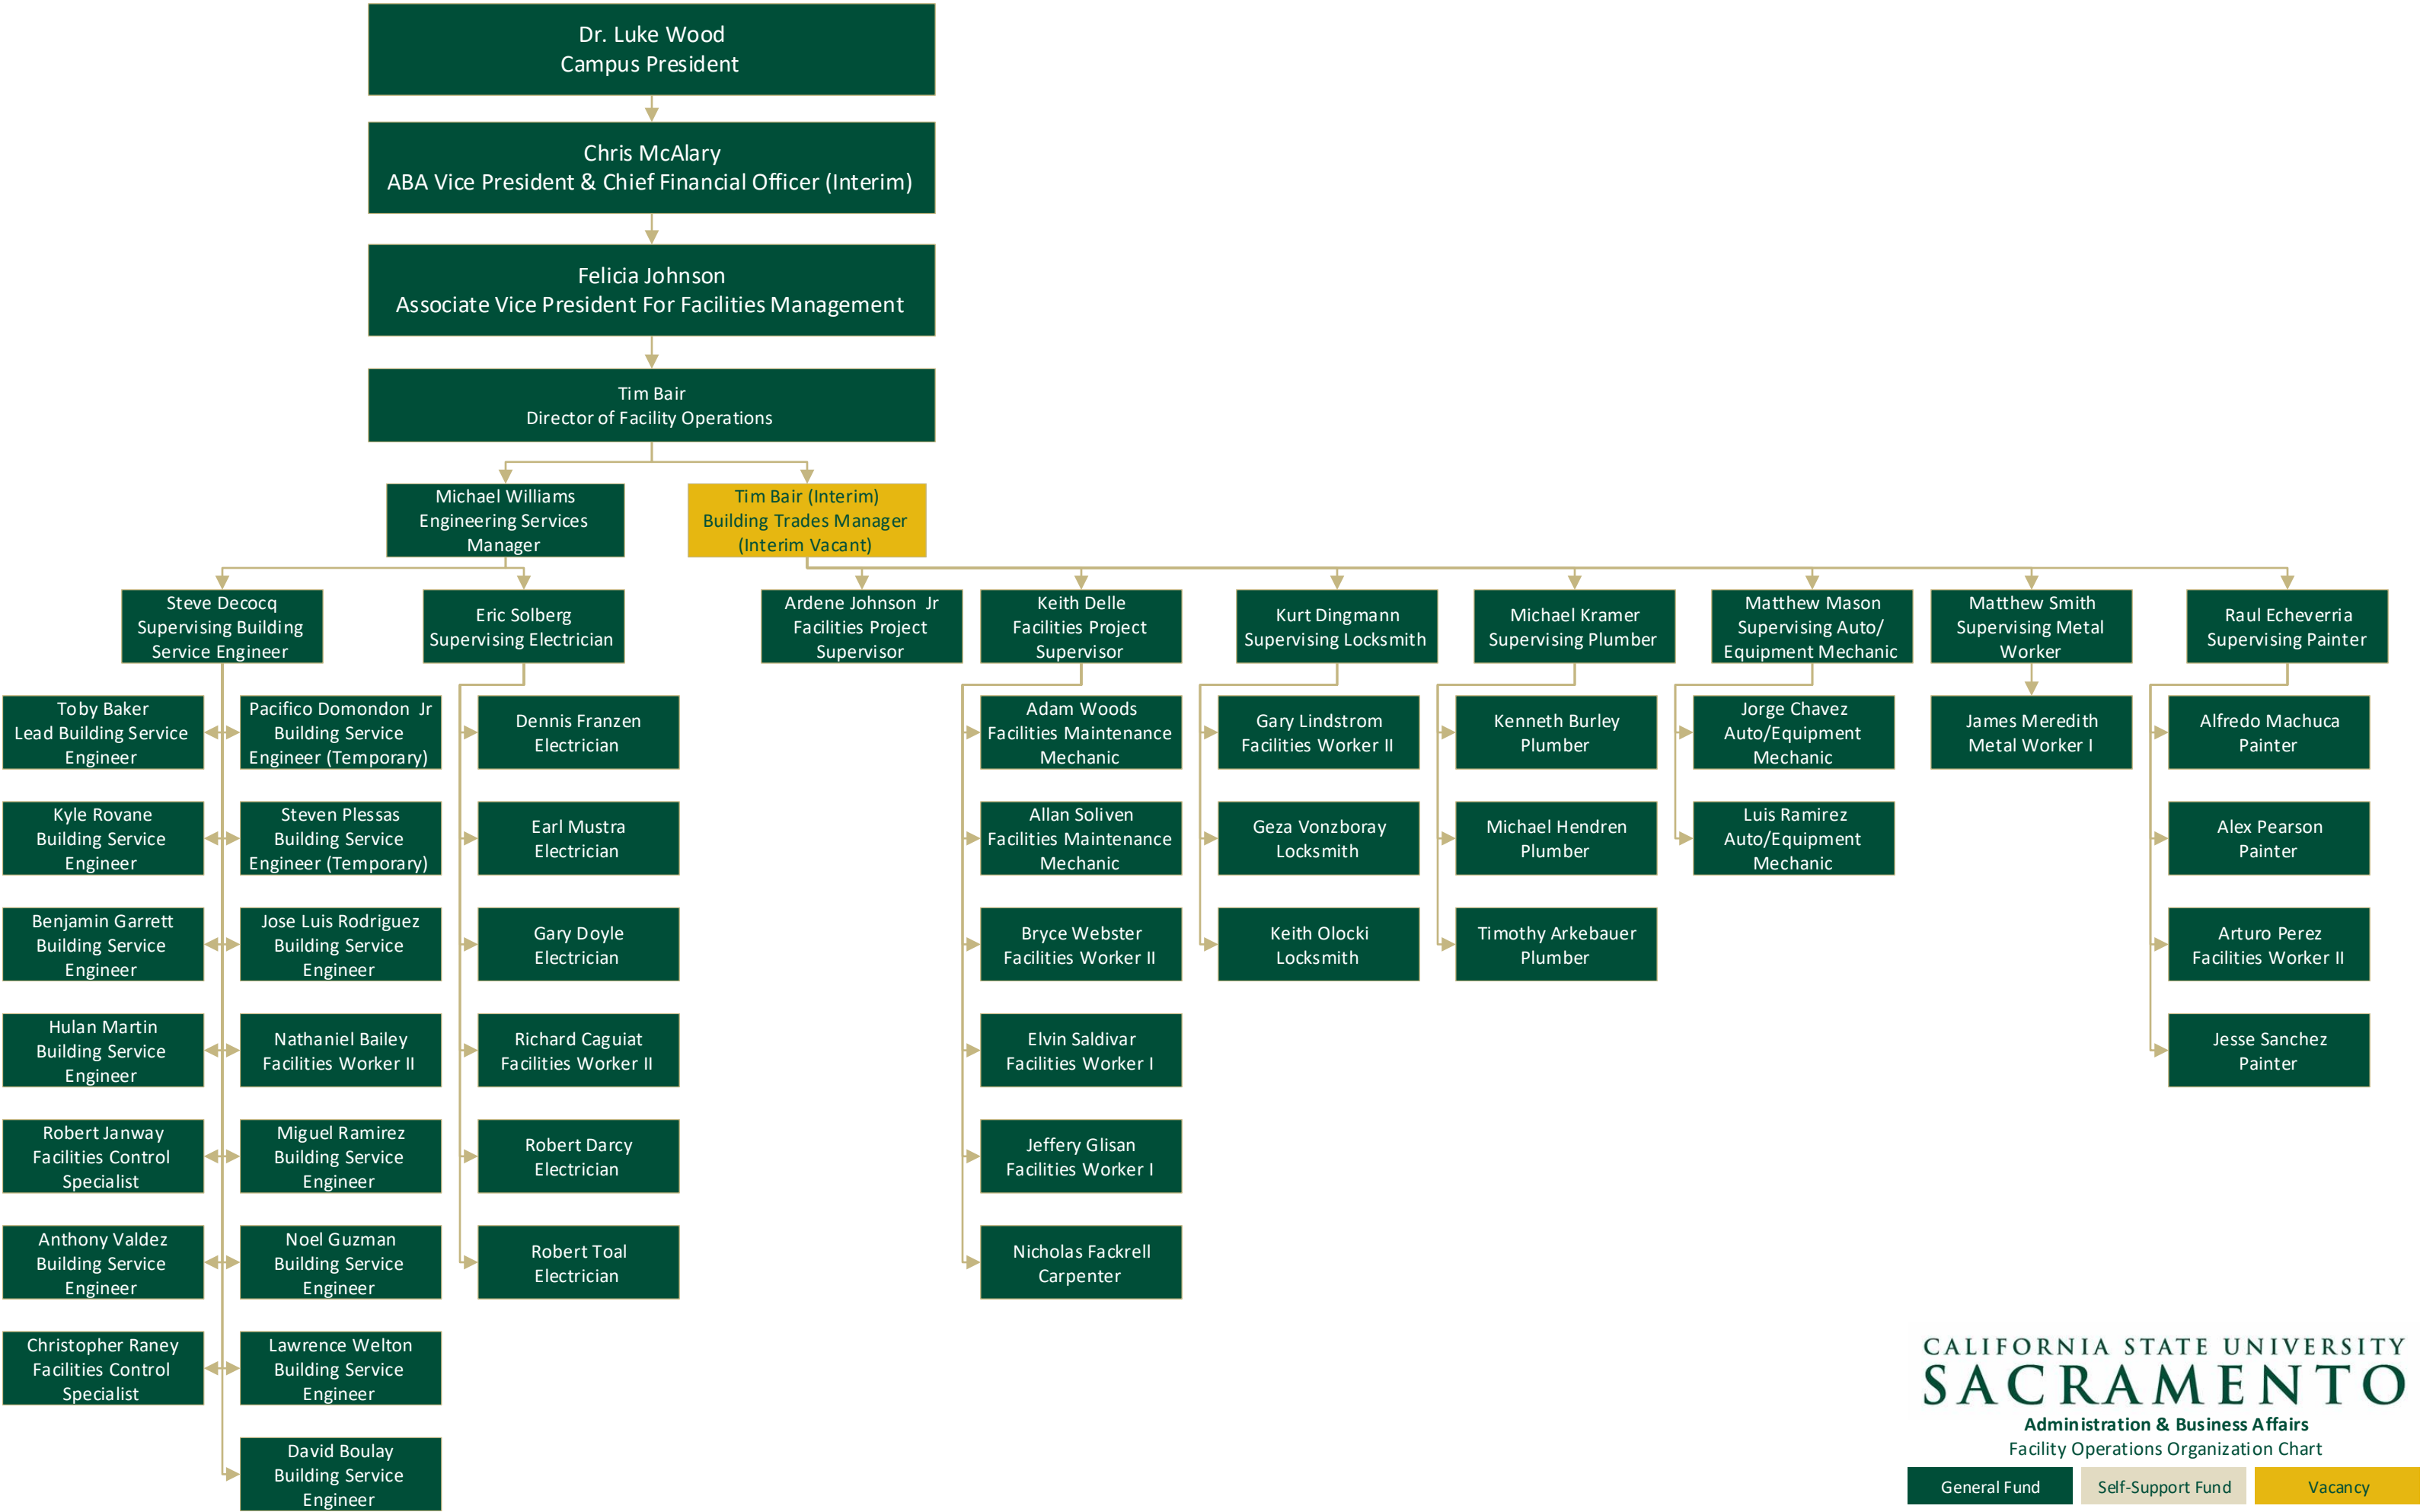 Dr. Luke Wood
Campus President
Chris McAlary
ABA Vice President & Chief Financial Officer (Interim)
Felicia Johnson
Associate Vice President For Facilities Management
Tim Bair
Director of Facility Operations
Michael Williams
Engineering Services
Manager
Tim Bair (Interim)
Building Trades Manager
(Interim Vacant)
Steve Decocq
Supervising Building
Service Engineer
Eric Solberg
Supervising Electrician
Ardene Johnson Jr
Facilities Project
Supervisor
Keith Delle
Facilities Project
Supervisor
Kurt Dingmann
Supervising Locksmith
Michael Kramer
Supervising Plumber
Matthew Mason
Supervising Auto/
Equipment Mechanic
Matthew Smith
Supervising Metal
Worker
Raul Echeverria
Supervising Painter
Toby Baker
Lead Building Service
Engineer
Pacifico Domondon Jr
Building Service
Engineer (Temporary)
Dennis Franzen
Electrician
Adam Woods
Facilities Maintenance
Mechanic
Gary Lindstrom
Facilities Worker II
Kenneth Burley
Plumber
Jorge Chavez
Auto/Equipment
Mechanic
James Meredith
Metal Worker I
Alfredo Machuca
Painter
Kyle Rovane
Building Service
Engineer
Steven Plessas
Building Service
Engineer (Temporary)
Earl Mustra
Electrician
Allan Soliven
Facilities Maintenance
Mechanic
Geza Vonzboray
Locksmith
Michael Hendren
Plumber
Luis Ramirez
Auto/Equipment
Mechanic
Alex Pearson
Painter
Benjamin Garrett
Building Service
Engineer
Jose Luis Rodriguez
Building Service
Engineer
Gary Doyle
Electrician
Bryce Webster
Facilities Worker II
Keith Olocki
Locksmith
Timothy Arkebauer
Plumber
Arturo Perez
Facilities Worker II
Hulan Martin
Building Service
Engineer
Nathaniel Bailey
Facilities Worker II
Richard Caguiat
Facilities Worker II
Elvin Saldivar
Facilities Worker I
Jesse Sanchez
Painter
Robert Janway
Facilities Control
Specialist
Miguel Ramirez
Building Service
Engineer
Robert Darcy
Electrician
Jeffery Glisan
Facilities Worker I
Anthony Valdez
Building Service
Engineer
Noel Guzman
Building Service
Engineer
Robert Toal
Electrician
Nicholas Fackrell
Carpenter
Christopher Raney
Facilities Control
Specialist
Lawrence Welton
Building Service
Engineer
David Boulay
Building Service
Engineer
CALIFORNIA STATE UNIVERSITY
SACRAMENTO
Administration & Business Affairs
Facility Operations Organization Chart
General Fund
Self-Support Fund
Vacancy